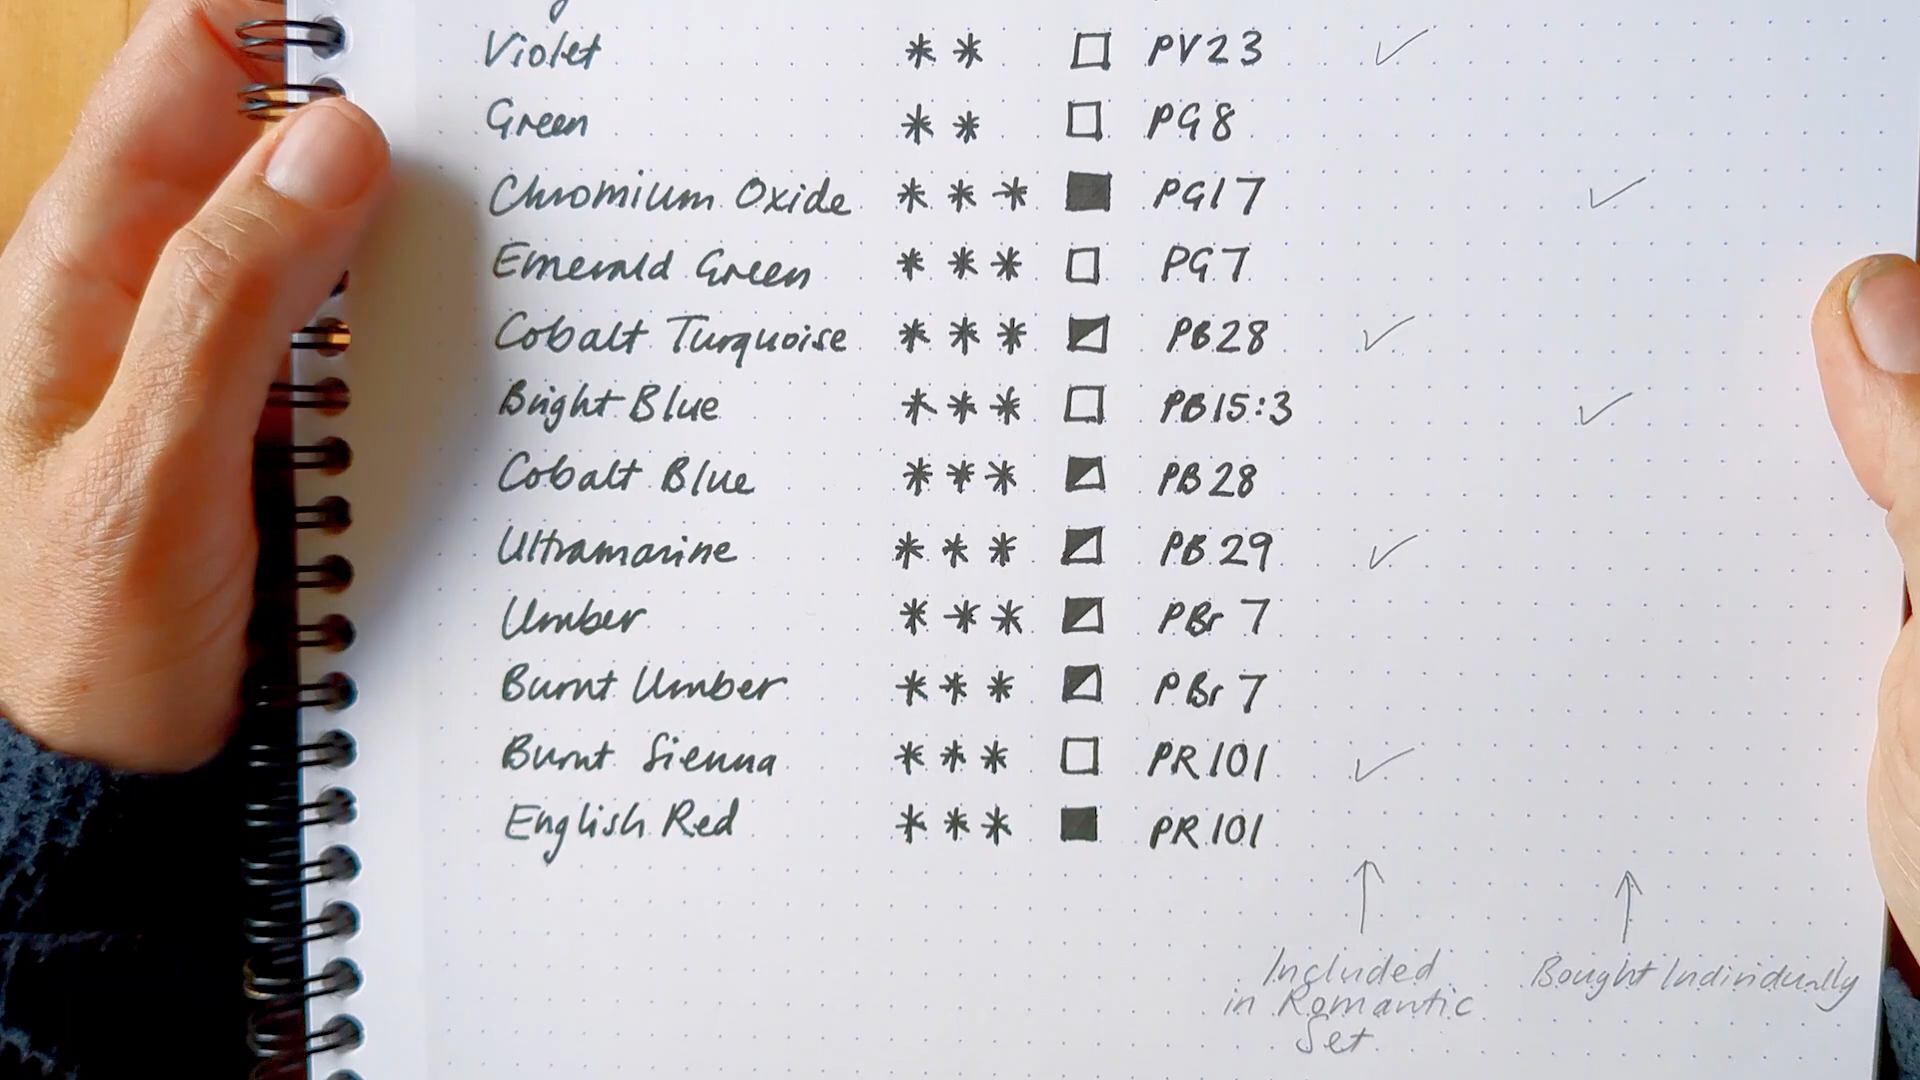 Violet * * □ PV23 ✓
Green * * □ PG8
Chromium Oxide * * * ■ PG17 ✓
Emerald Green * * * □ PG7
Cobalt Turquoise * * * ◩ PB28 ✓
Bright Blue * * * □ PB15:3 ✓
Cobalt Blue * * * ◩ PB28
Ultramarine * * * ◩ PB29 ✓
Umber * * * ◩ PBr7
Burnt Umber * * * ◩ PBr7
Burnt Sienna * * * □ PR101 ✓
English Red * * * ■ PR101
↑ ↑
Included
in Romantic
Set
Bought Individually